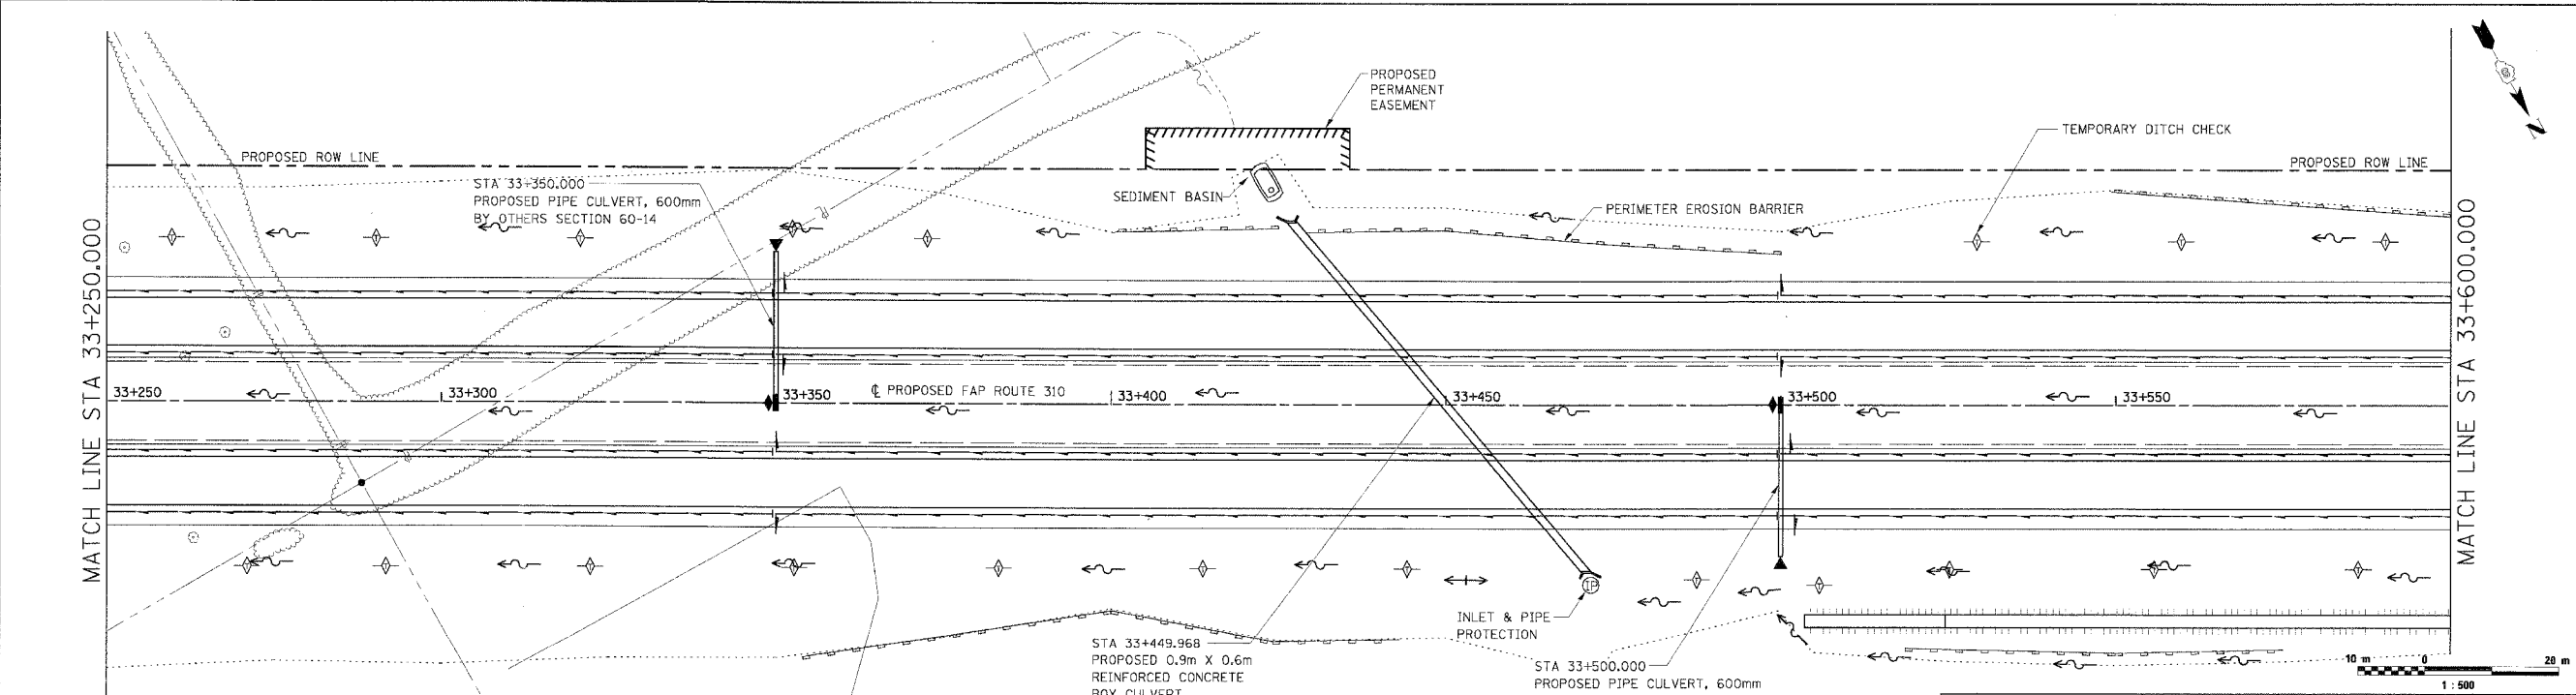 PROPOSED
PERMANENT
EASEMENT
TEMPORARY DITCH CHECK
N
PROPOSED ROW LINE
PROPOSED ROW LINE
STA 33+350.000
PROPOSED PIPE CULVERT, 600mm
BY OTHERS SECTION 60-14
SEDIMENT BASIN
PERIMETER EROSION BARRIER
MATCH LINE STA 33+250.000
MATCH LINE STA 33+600.000
33+250
33+300
33+350
℄ PROPOSED FAP ROUTE 310
33+400
33+450
33+500
33+550
IP
INLET & PIPE
PROTECTION
STA 33+449.968
PROPOSED 0.9m X 0.6m
REINFORCED CONCRETE
BOX CULVERT
STA 33+500.000
PROPOSED PIPE CULVERT, 600mm
10 m 0 20 m
1 : 500